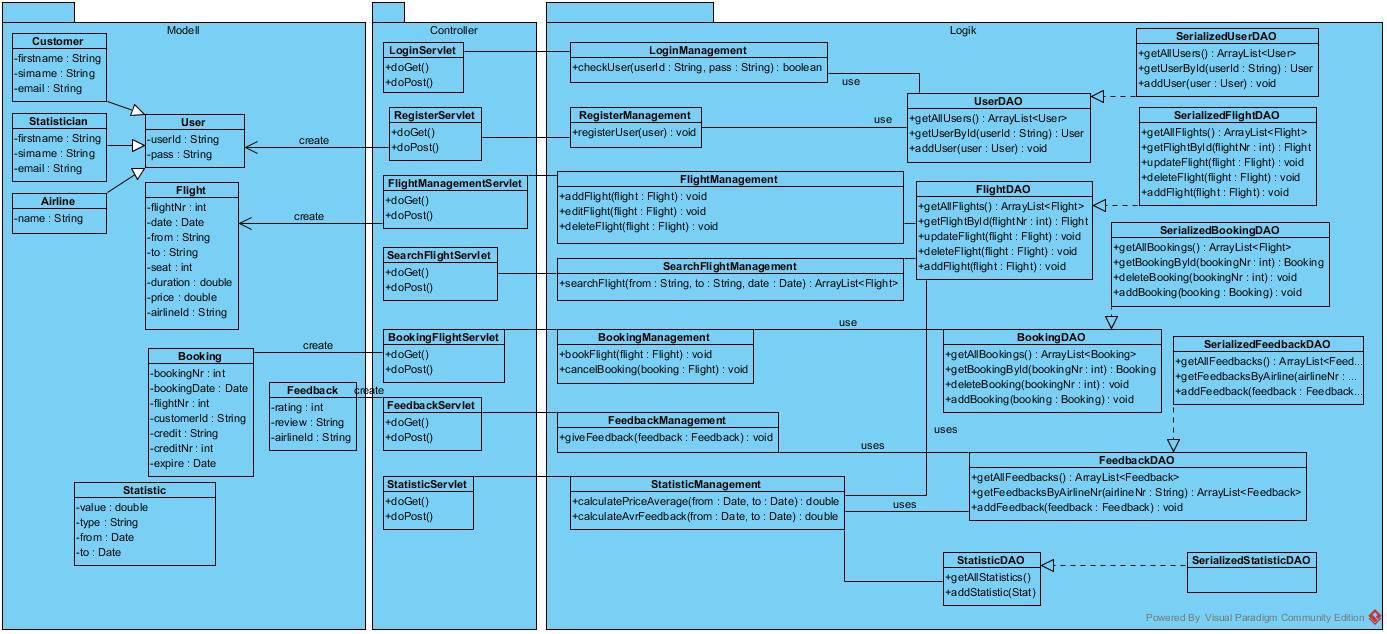 Modell
Customer
-firstname : String
-sirname : String
-email : String
Statistician
-firstname : String
-sirname : String
-email : String
Airline
-name : String
User
-userId : String
-pass : String
Flight
-flightNr : int
-date : Date
-from : String
-to : String
-seat : int
-duration : double
-price : double
-airlineId : String
Booking
-bookingNr : int
-bookingDate : Date
-flightNr : int
-customerId : String
-credit : String
-creditNr : int
-expire : Date
Feedback
-rating : int
-review : String
-airlineId : String
Statistic
-value : double
-type : String
-from : Date
-to : Date
create
create
create
create
Controller
LoginServlet
+doGet()
+doPost()
RegisterServlet
+doGet()
+doPost()
FlightManagementServlet
+doGet()
+doPost()
SearchFlightServlet
+doGet()
+doPost()
BookingFlightServlet
+doGet()
+doPost()
FeedbackServlet
+doGet()
+doPost()
StatisticServlet
+doGet()
+doPost()
Logik
LoginManagement
+checkUser(userId : String, pass : String) : boolean
RegisterManagement
+registerUser(user) : void
FlightManagement
+addFlight(flight : Flight) : void
+editFlight(flight : Flight) : void
+deleteFlight(flight : Flight) : void
SearchFlightManagement
+searchFlight(from : String, to : String, date : Date) : ArrayList<Flight>
BookingManagement
+bookFlight(flight : Flight) : void
+cancelBooking(booking : Flight) : void
FeedbackManagement
+giveFeedback(feedback : Feedback) : void
StatisticManagement
+calculatePriceAverage(from : Date, to : Date) : double
+calculateAvrFeedback(from : Date, to : Date) : double
use
use
use
uses
uses
uses
UserDAO
+getAllUsers() : ArrayList<User>
+getUserById(userId : String) : User
+addUser(user : User) : void
FlightDAO
+getAllFlights() : ArrayList<Flight>
+getFlightById(flightNr : int) : Flight
+updateFlight(flight : Flight) : void
+deleteFlight(flight : Flight) : void
+addFlight(flight : Flight) : void
BookingDAO
+getAllBookings() : ArrayList<Booking>
+getBookingById(bookingNr : int) : Booking
+deleteBooking(bookingNr : int) : void
+addBooking(booking : Booking) : void
FeedbackDAO
+getAllFeedbacks() : ArrayList<Feedback>
+getFeedbacksByAirlineNr(airlineNr : String) : ArrayList<Feedback>
+addFeedback(feedback : Feedback) : void
StatisticDAO
+getAllStatistics()
+addStatistic(Stat)
SerializedUserDAO
+getAllUsers() : ArrayList<User>
+getUserById(userId : String) : User
+addUser(user : User) : void
SerializedFlightDAO
+getAllFlights() : ArrayList<Flight>
+getFlightById(flightNr : int) : Flight
+updateFlight(flight : Flight) : void
+deleteFlight(flight : Flight) : void
+addFlight(flight : Flight) : void
SerializedBookingDAO
+getAllBookings() : ArrayList<Flight>
+getBookingById(bookingNr : int) : Booking
+deleteBooking(bookingNr : int) : void
+addBooking(booking : Booking) : void
SerializedFeedbackDAO
+getAllFeedbacks() : ArrayList<Feed...
+getFeedbacksByAirline(airlineNr : ...
+addFeedback(feedback : Feedback...
SerializedStatisticDAO
Powered By Visual Paradigm Community Edition